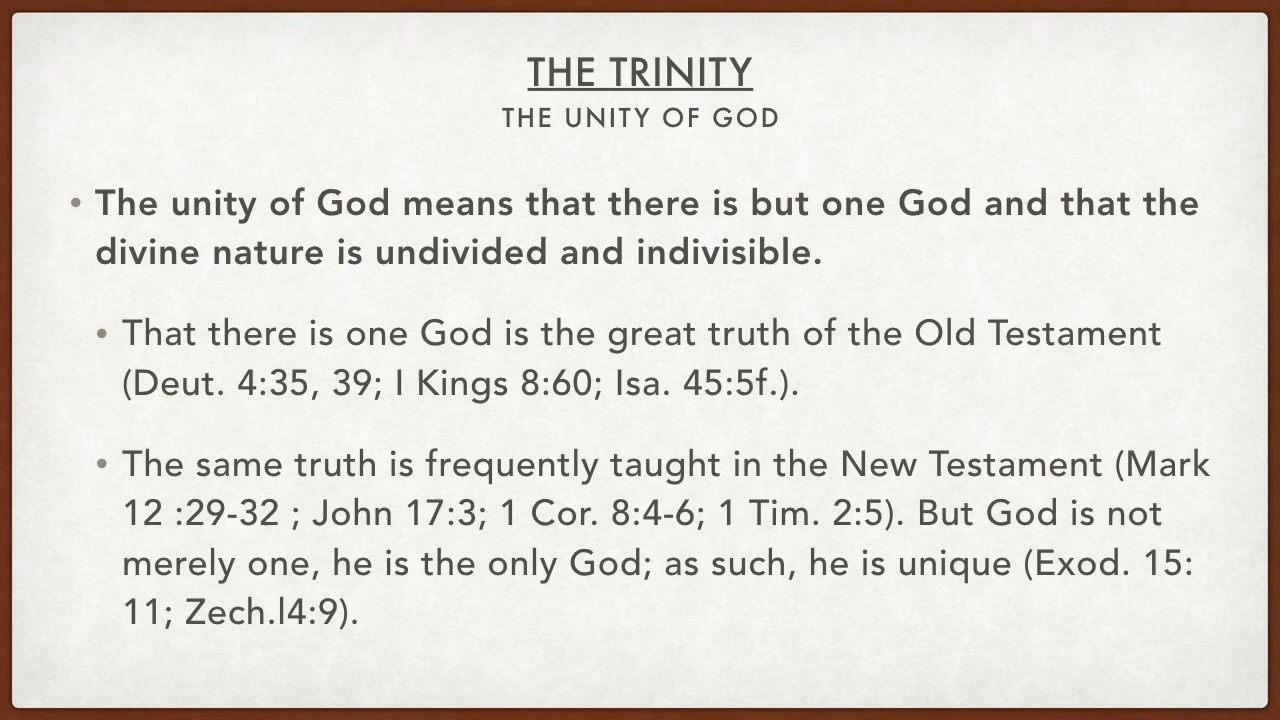 THE TRINITY
THE UNITY OF GOD
• The unity of God means that there is but one God and that the
divine nature is undivided and indivisible.
• That there is one God is the great truth of the Old Testament
(Deut. 4:35, 39; I Kings 8:60; Isa. 45:5f.).
• The same truth is frequently taught in the New Testament (Mark
12 :29-32 ; John 17:3; 1 Cor. 8:4-6; 1 Tim. 2:5). But God is not
merely one, he is the only God; as such, he is unique (Exod. 15:
11; Zech.l4:9).